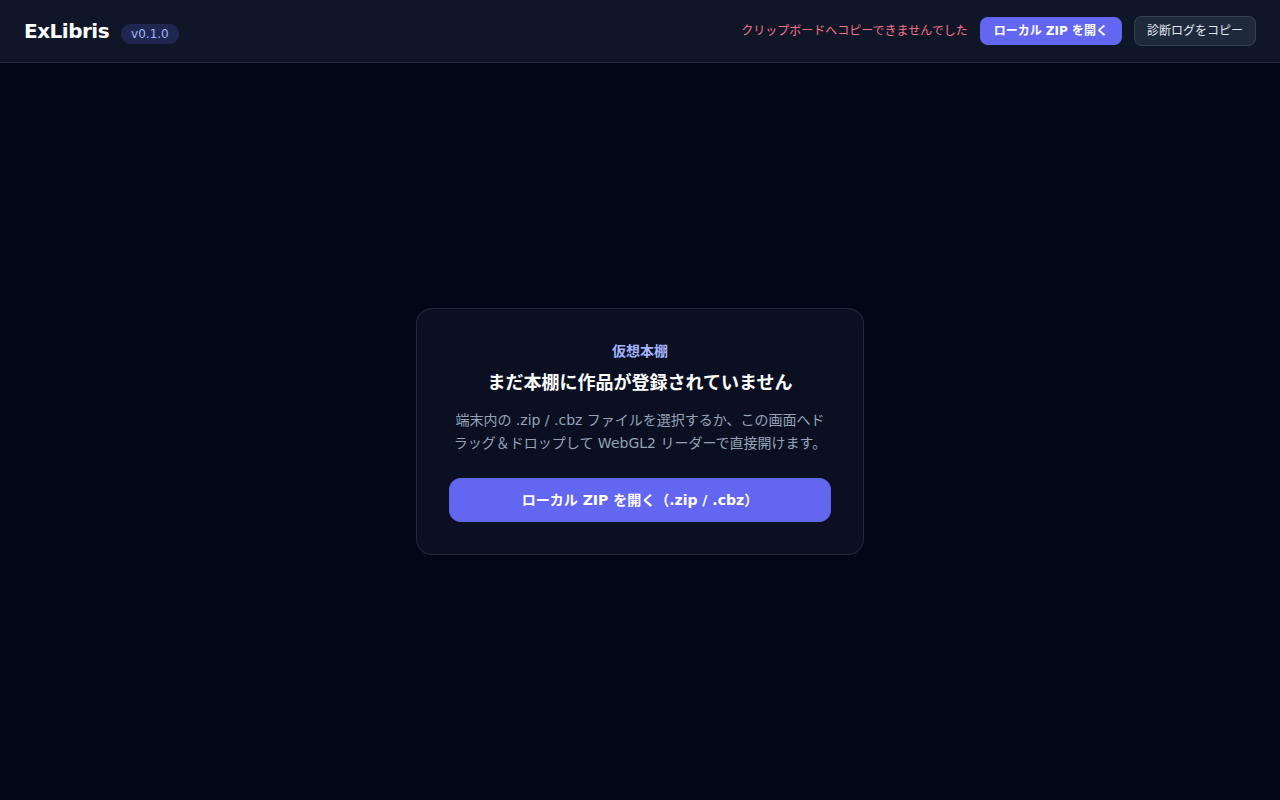 ExLibris
v0.1.0
クリップボードへコピーできませんでした
ローカル ZIP を開く
診断ログをコピー
仮想本棚
まだ本棚に作品が登録されていません
端末内の .zip / .cbz ファイルを選択するか、この画面へド
ラッグ＆ドロップして WebGL2 リーダーで直接開けます。
ローカル ZIP を開く（.zip / .cbz）